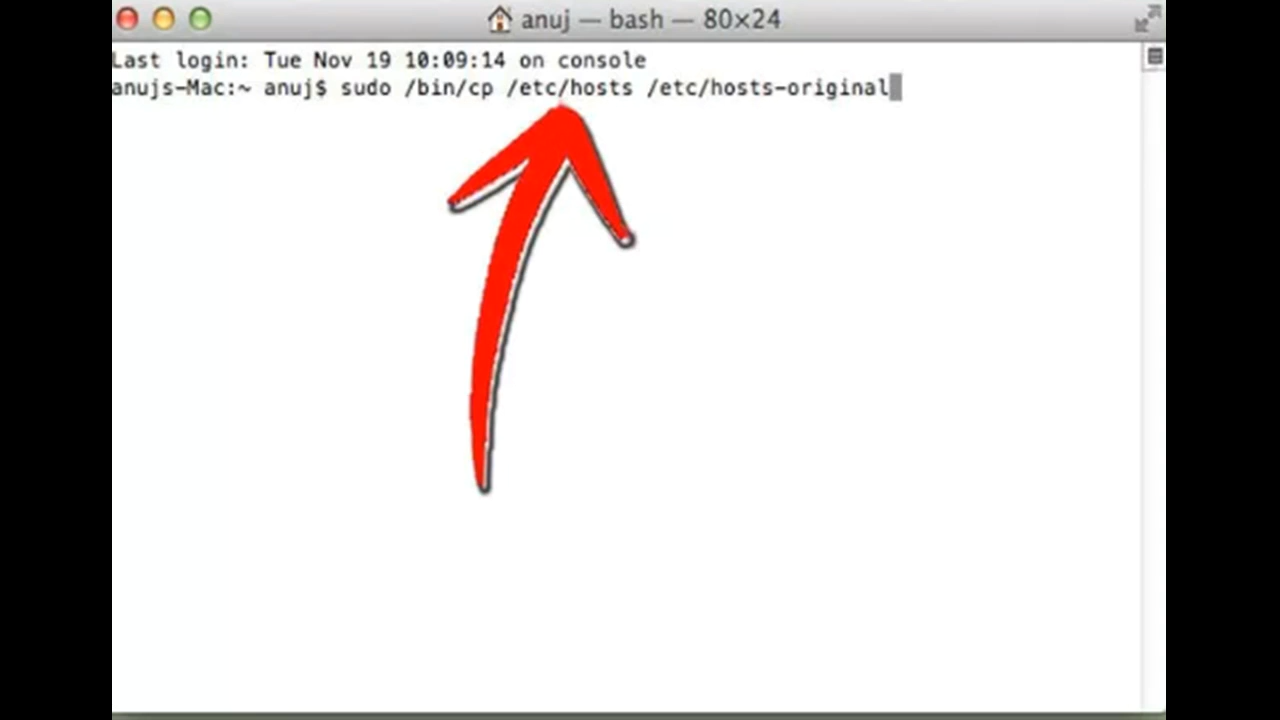 anuj — bash — 80×24
Last login: Tue Nov 19 10:09:14 on console
anujs-Mac:~ anuj$ sudo /bin/cp /etc/hosts /etc/hosts-original